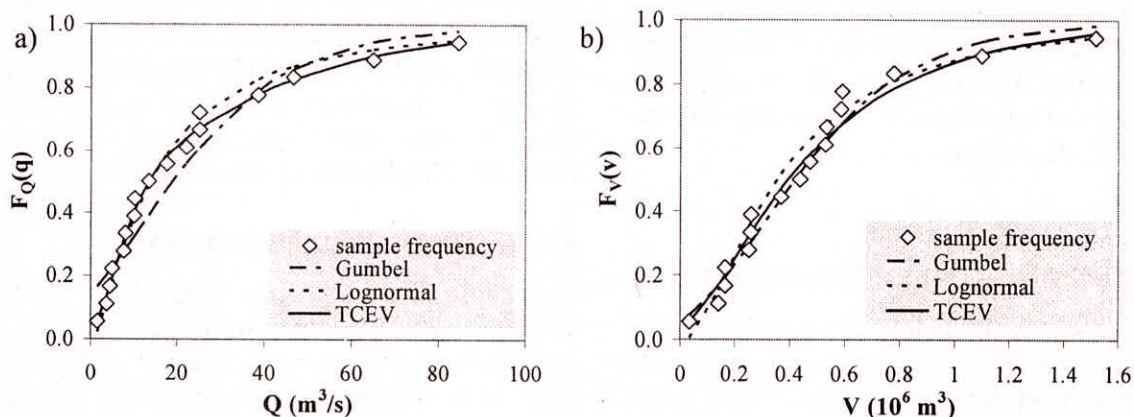 a)
1.0
0.8
0.6
0.4
0.2
0.0
F_Q(q)
sample frequency
Gumbel
Lognormal
TCEV
0 20 40 60 80 100
Q (m³/s)
b)
1.0
0.8
0.6
0.4
0.2
0.0
F_V(v)
sample frequency
Gumbel
Lognormal
TCEV
0 0.2 0.4 0.6 0.8 1 1.2 1.4 1.6
V (10⁶ m³)